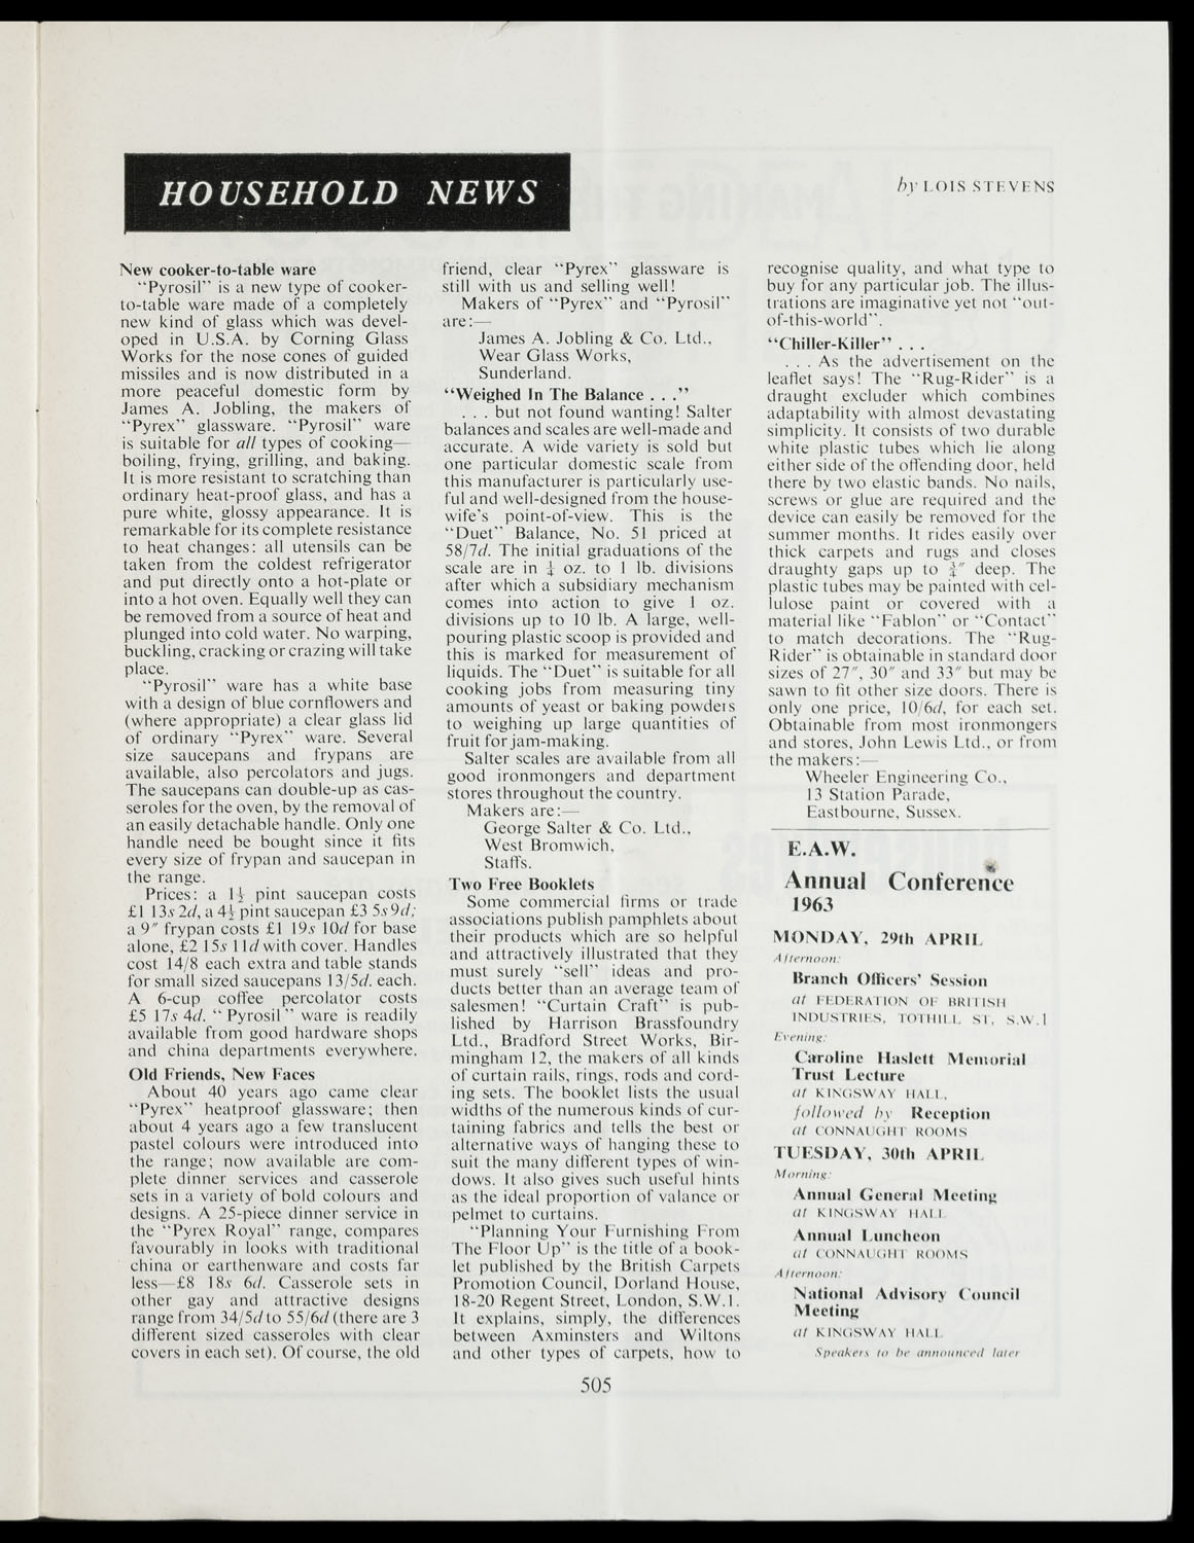 HOUSEHOLD NEWS
by LOIS STEVENS
New cooker-to-table ware
"Pyrosil" is a new type of cooker-
to-table ware made of a completely
new kind of glass which was devel-
oped in U.S.A. by Corning Glass
Works for the nose cones of guided
missiles and is now distributed in a
more peaceful domestic form by
James A. Jobling, the makers of
"Pyrex" glassware. "Pyrosil" ware
is suitable for all types of cooking—
boiling, frying, grilling, and baking.
It is more resistant to scratching than
ordinary heat-proof glass, and has a
pure white, glossy appearance. It is
remarkable for its complete resistance
to heat changes: all utensils can be
taken from the coldest refrigerator
and put directly onto a hot-plate or
into a hot oven. Equally well they can
be removed from a source of heat and
plunged into cold water. No warping,
buckling, cracking or crazing will take
place.
"Pyrosil" ware has a white base
with a design of blue cornflowers and
(where appropriate) a clear glass lid
of ordinary "Pyrex" ware. Several
size saucepans and frypans are
available, also percolators and jugs.
The saucepans can double-up as cas-
seroles for the oven, by the removal of
an easily detachable handle. Only one
handle need be bought since it fits
every size of frypan and saucepan in
the range.
Prices: a 1½ pint saucepan costs
£1 13s 2d, a 4½ pint saucepan £3 5s 9d;
a 9″ frypan costs £1 19s 10d for base
alone, £2 15s 11d with cover. Handles
cost 14/8 each extra and table stands
for small sized saucepans 13/5d. each.
A 6-cup coffee percolator costs
£5 17s 4d. "Pyrosil" ware is readily
available from good hardware shops
and china departments everywhere.
Old Friends, New Faces
About 40 years ago came clear
"Pyrex" heatproof glassware; then
about 4 years ago a few translucent
pastel colours were introduced into
the range; now available are com-
plete dinner services and casserole
sets in a variety of bold colours and
designs. A 25-piece dinner service in
the "Pyrex Royal" range, compares
favourably in looks with traditional
china or earthenware and costs far
less—£8 18s 6d. Casserole sets in
other gay and attractive designs
range from 34/5d to 55/6d (there are 3
different sized casseroles with clear
covers in each set). Of course, the old
friend, clear "Pyrex" glassware is
still with us and selling well!
Makers of "Pyrex" and "Pyrosil"
are:—
James A. Jobling & Co. Ltd.,
Wear Glass Works,
Sunderland.
"Weighed In The Balance . . ."
. . . but not found wanting! Salter
balances and scales are well-made and
accurate. A wide variety is sold but
one particular domestic scale from
this manufacturer is particularly use-
ful and well-designed from the house-
wife's point-of-view. This is the
"Duet" Balance, No. 51 priced at
58/7d. The initial graduations of the
scale are in ¼ oz. to 1 lb. divisions
after which a subsidiary mechanism
comes into action to give 1 oz.
divisions up to 10 lb. A large, well-
pouring plastic scoop is provided and
this is marked for measurement of
liquids. The "Duet" is suitable for all
cooking jobs from measuring tiny
amounts of yeast or baking powders
to weighing up large quantities of
fruit for jam-making.
Salter scales are available from all
good ironmongers and department
stores throughout the country.
Makers are:—
George Salter & Co. Ltd.,
West Bromwich,
Staffs.
Two Free Booklets
Some commercial firms or trade
associations publish pamphlets about
their products which are so helpful
and attractively illustrated that they
must surely "sell" ideas and pro-
ducts better than an average team of
salesmen! "Curtain Craft" is pub-
lished by Harrison Brassfoundry
Ltd., Bradford Street Works, Bir-
mingham 12, the makers of all kinds
of curtain rails, rings, rods and cord-
ing sets. The booklet lists the usual
widths of the numerous kinds of cur-
taining fabrics and tells the best or
alternative ways of hanging these to
suit the many different types of win-
dows. It also gives such useful hints
as the ideal proportion of valance or
pelmet to curtains.
"Planning Your Furnishing From
The Floor Up" is the title of a book-
let published by the British Carpets
Promotion Council, Dorland House,
18-20 Regent Street, London, S.W.1.
It explains, simply, the differences
between Axminsters and Wiltons
and other types of carpets, how to
recognise quality, and what type to
buy for any particular job. The illus-
trations are imaginative yet not "out-
of-this-world".
"Chiller-Killer" . . .
. . . As the advertisement on the
leaflet says! The "Rug-Rider" is a
draught excluder which combines
adaptability with almost devastating
simplicity. It consists of two durable
white plastic tubes which lie along
either side of the offending door, held
there by two elastic bands. No nails,
screws or glue are required and the
device can easily be removed for the
summer months. It rides easily over
thick carpets and rugs and closes
draughty gaps up to ¾″ deep. The
plastic tubes may be painted with cel-
lulose paint or covered with a
material like "Fablon" or "Contact"
to match decorations. The "Rug-
Rider" is obtainable in standard door
sizes of 27″, 30″ and 33″ but may be
sawn to fit other size doors. There is
only one price, 10/6d, for each set.
Obtainable from most ironmongers
and stores, John Lewis Ltd., or from
the makers:—
Wheeler Engineering Co.,
13 Station Parade,
Eastbourne, Sussex.
E.A.W.
Annual Conference
1963
MONDAY, 29th APRIL
Afternoon:
Branch Officers' Session
at FEDERATION OF BRITISH
INDUSTRIES, TOTHILL ST, S.W.1
Evening:
Caroline Haslett Memorial
Trust Lecture
at KINGSWAY HALL,
followed by Reception
at CONNAUGHT ROOMS
TUESDAY, 30th APRIL
Morning:
Annual General Meeting
at KINGSWAY HALL
Annual Luncheon
at CONNAUGHT ROOMS
Afternoon:
National Advisory Council
Meeting
at KINGSWAY HALL
Speakers to be announced later
505